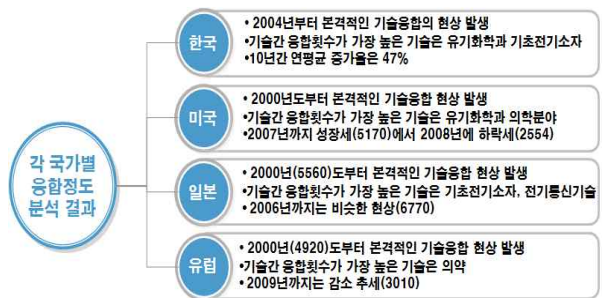 각 국가별
융합정도
분석 결과
한국
• 2004년부터 본격적인 기술융합의 현상 발생
•기술간 융합횟수가 가장 높은 기술은 유기화학과 기초전기소자
•10년간 연평균 증가율은 47%
미국
• 2000년도부터 본격적인 기술융합 현상 발생
•기술간 융합횟수가 가장 높은 기술은 유기화학과 의학분야
• 2007년까지 성장세(5170)에서 2008년에 하락세(2554)
일본
• 2000년(5560)도부터 본격적인 기술융합 현상 발생
•기술간 융합횟수가 가장 높은 기술은 기초전기소자, 전기통신기술
• 2006년까지는 비슷한 현상(6770)
유럽
• 2000년(4920)도부터 본격적인 기술융합 현상 발생
•기술간 융합횟수가 가장 높은 기술은 의약
• 2009년까지는 감소 추세(3010)